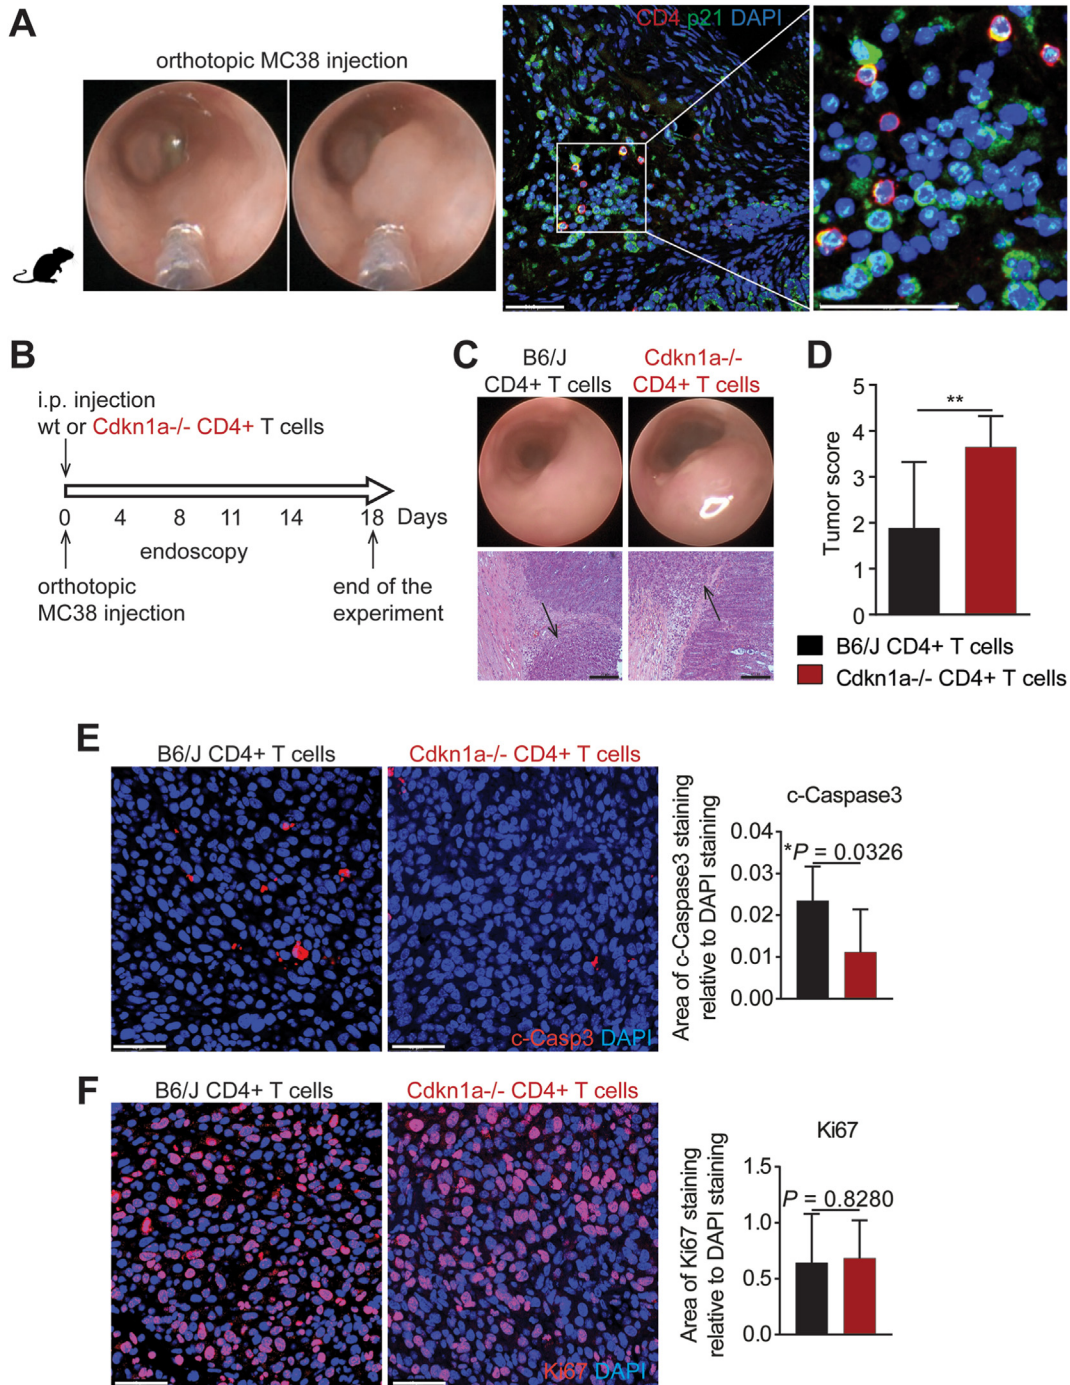 A
orthotopic MC38 injection
CD4 p21 DAPI
B
i.p. injection
wt or Cdkn1a-/- CD4+ T cells
0 4 8 11 14 18 Days
endoscopy
orthotopic
MC38 injection
end of the
experiment
C
B6/J
CD4+ T cells
Cdkn1a-/-
CD4+ T cells
D
Tumor score
5
4
3
2
1
0
**
B6/J CD4+ T cells
Cdkn1a-/- CD4+ T cells
E
B6/J CD4+ T cells
Cdkn1a-/- CD4+ T cells
c-Casp3 DAPI
Area of c-Caspase3 staining
relative to DAPI staining
c-Caspase3
0.04
0.03
0.02
0.01
0.00
*P = 0.0326
F
B6/J CD4+ T cells
Cdkn1a-/- CD4+ T cells
Ki67 DAPI
Area of Ki67 staining
relative to DAPI staining
Ki67
1.5
1.0
0.5
0.0
P = 0.8280